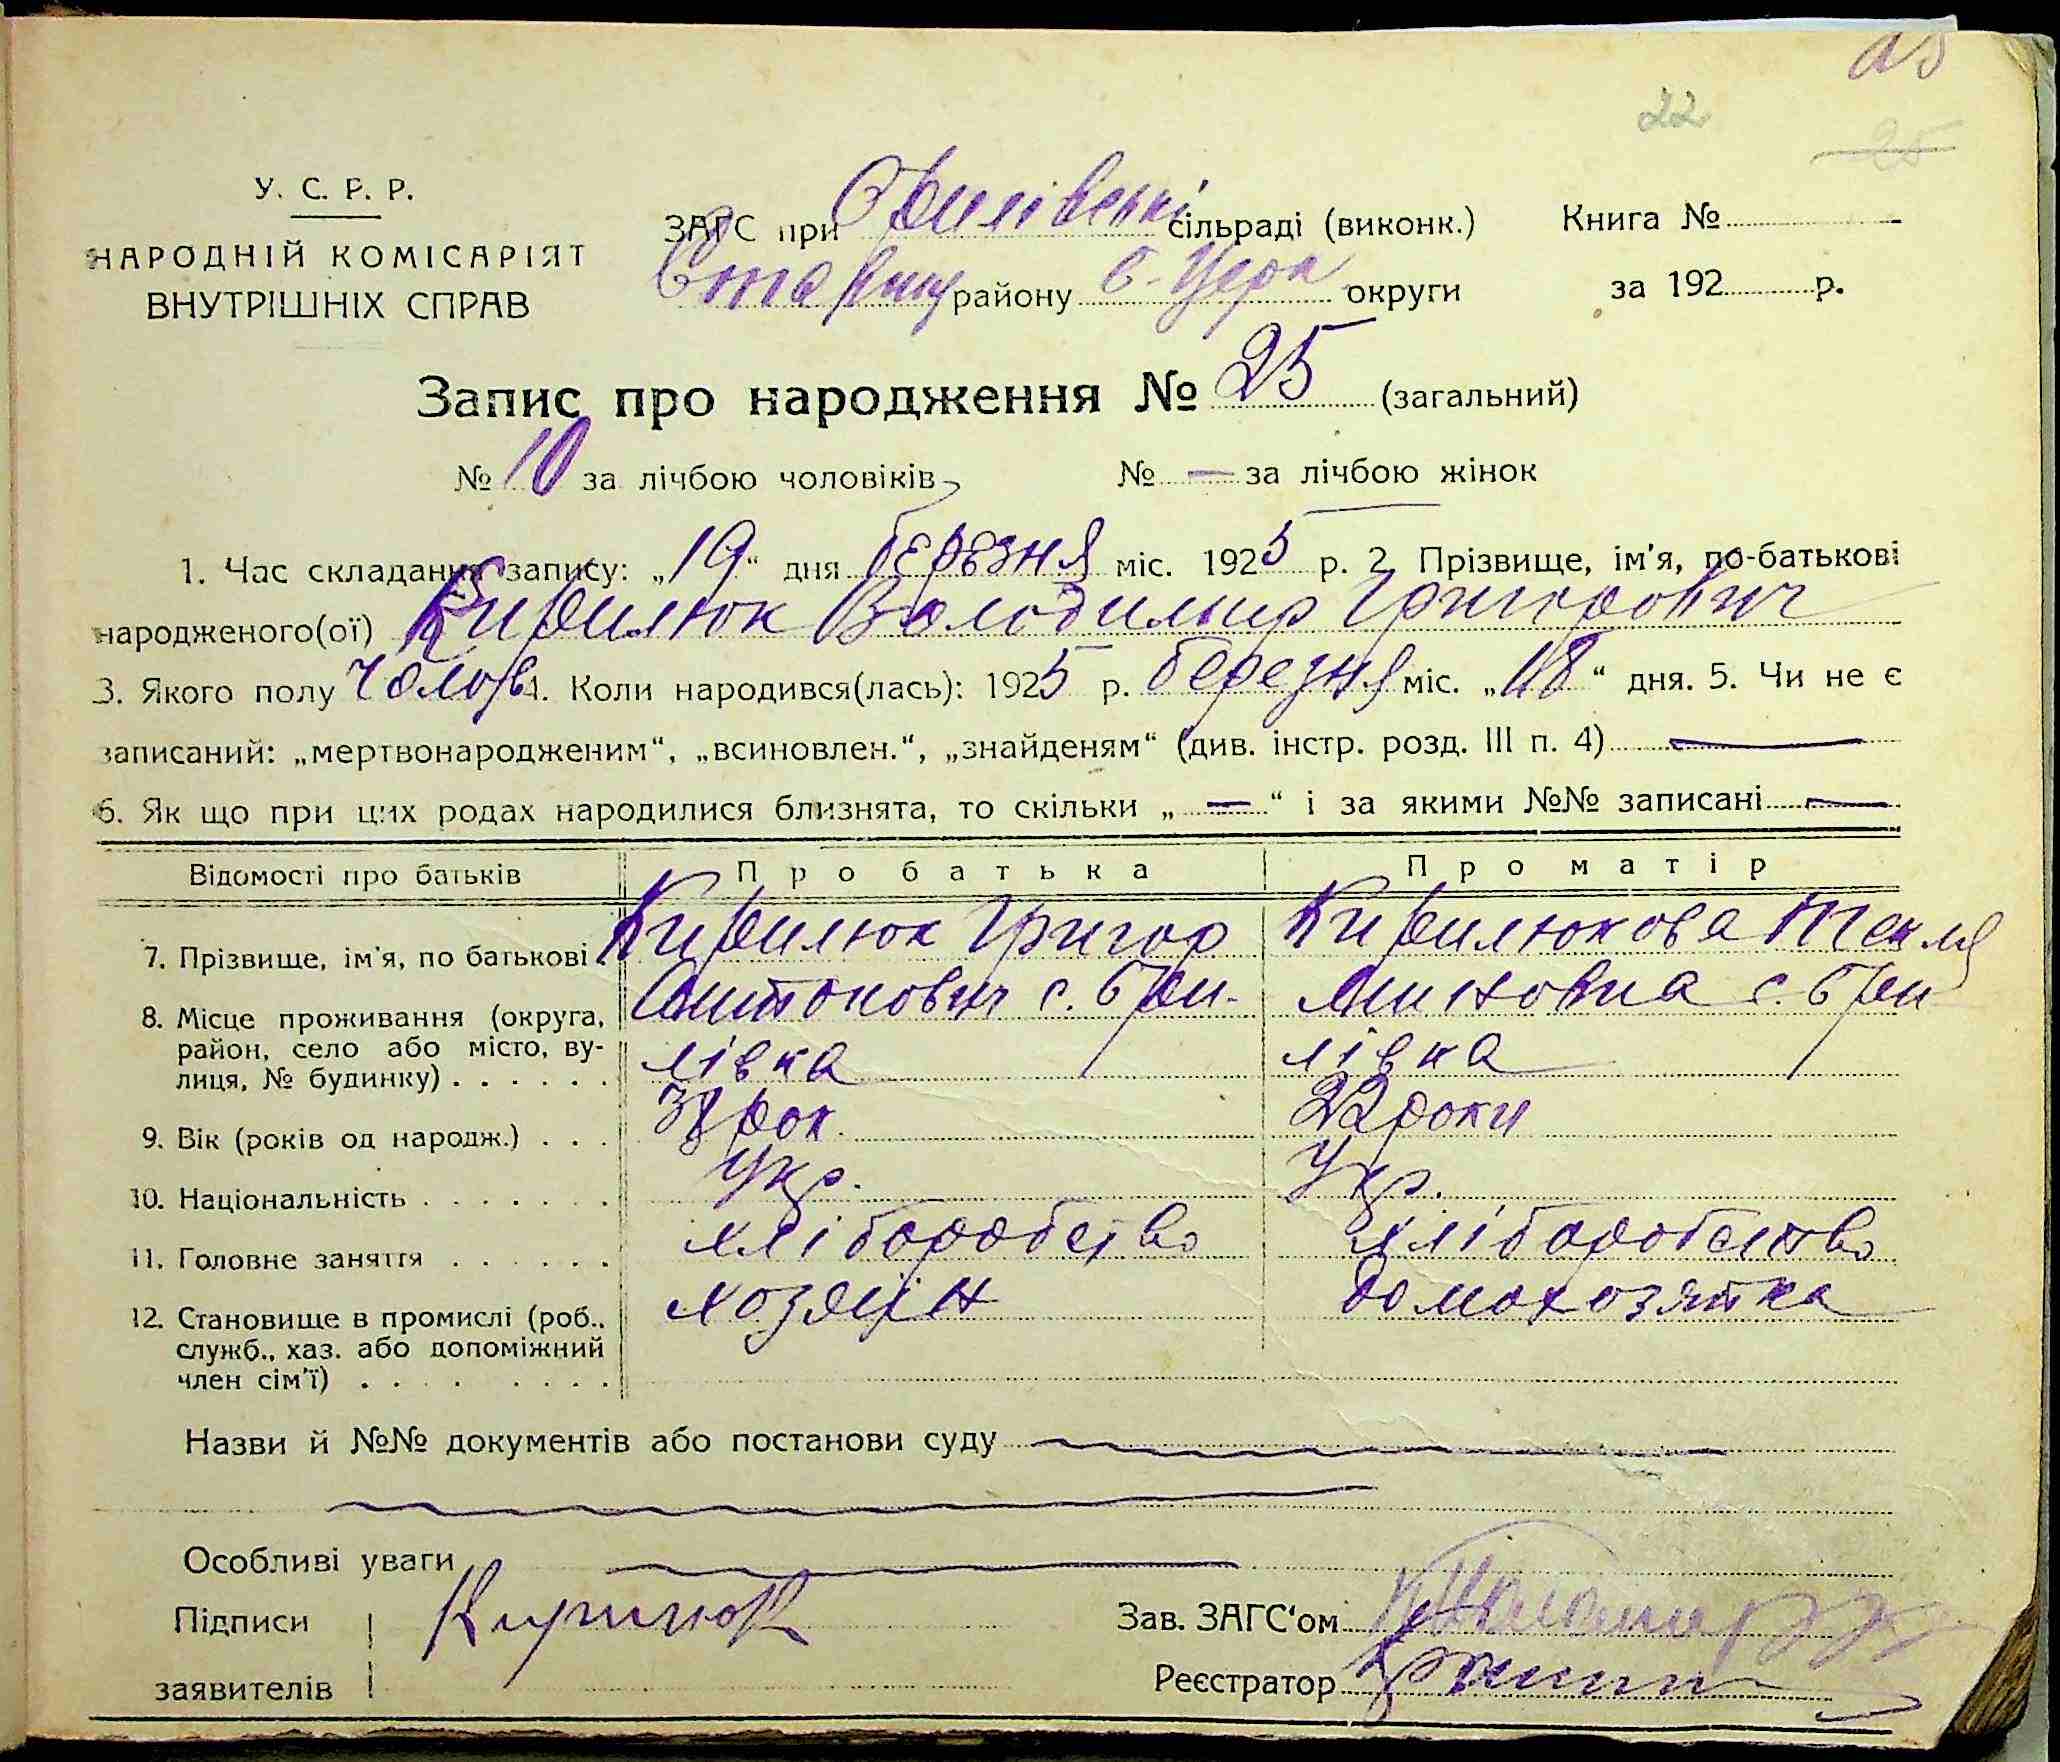 25
22
25
У. С. Р. Р.
НАРОДНІЙ КОМІСАРІЯТ
ВНУТРІШНІХ СПРАВ
ЗАГС при сільраді (виконк.) Книга №
району б-Церк округи за 192 р.
Запис про народження № 25 (загальний)
№ 10 за лічбою чоловіків № — за лічбою жінок
1. Час складання запису: „19“ дня березня міс. 1925 р. 2. Прізвище, ім'я, по-батькові
народженого(ої) Кирилюк Володимир Григорович
3. Якого полу Чолов 4. Коли народився(лась): 1925 р. березня міс. „18“ дня. 5. Чи не є
записаний: „мертвонародженим“, „всиновлен.“, „знайденям“ (див. інстр. розд. III п. 4) —
6. Як що при цих родах народилися близнята, то скільки „—“ і за якими №№ записані —
Відомості про батьків Про батька Про матір
7. Прізвище, ім'я, по батькові Кирилюк Григор Кирилюкова Текля
8. Місце проживання (округа, район, село або місто, вулиця, № будинку) Антонович с. Бри- с. Бри
лівка лівка
9. Вік (років од народж.) рок 22 роки
10. Національність Укр. Укр.
11. Головне заняття хліборобство хліборобство
12. Становище в промислі (роб., служб., хаз. або допоміжний член сім'ї) хозяїн домохозяйка
Назви й №№ документів або постанови суду
Особливі уваги
Підписи заявителів Кирилюк
Зав. ЗАГС'ом
Реєстратор